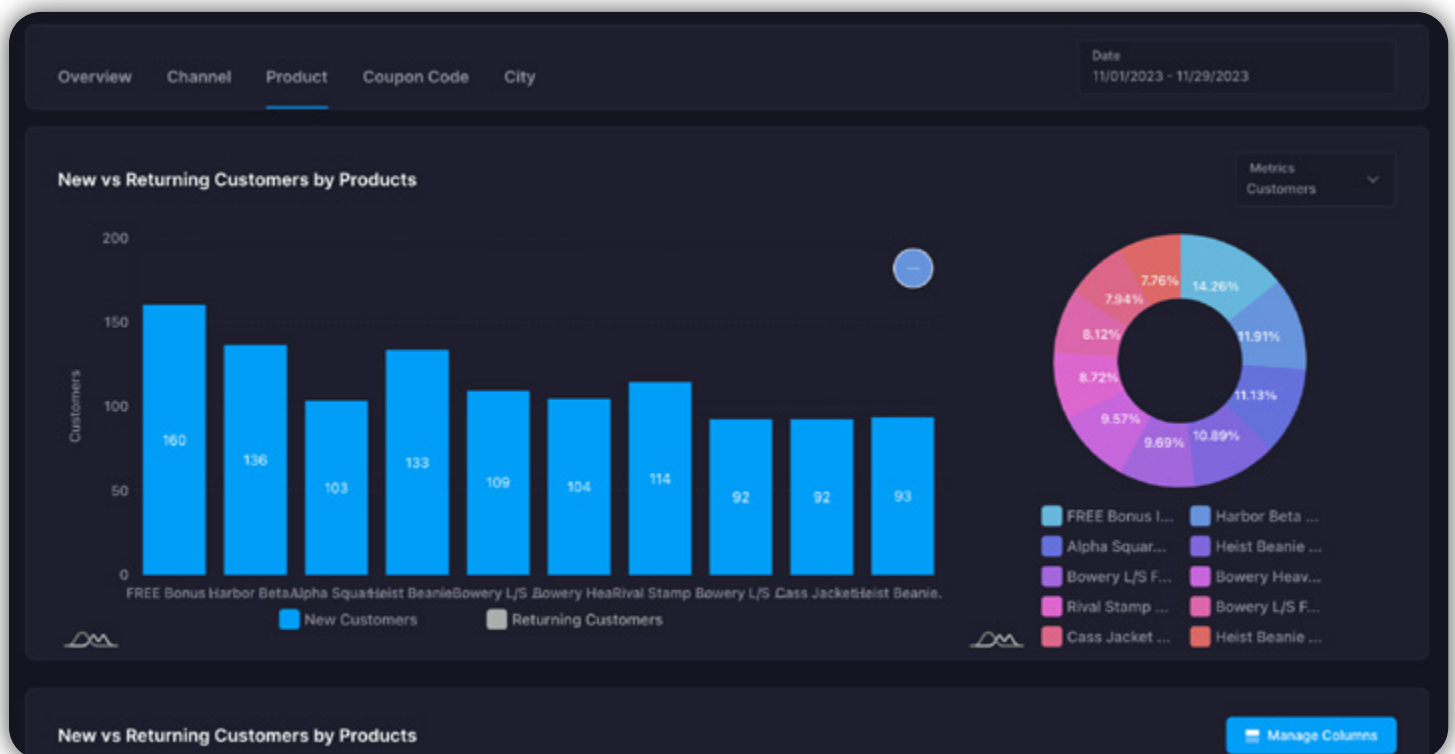 Overview Channel Product Coupon Code City
Date
11/01/2023 - 11/29/2023
New vs Returning Customers by Products
Metrics
Customers
200
150
100
50
0
Customers
160
136
103
133
109
104
114
92
92
93
FREE Bonus Harbor Beta Alpha Squar Heist Beanie Bowery L/S Bowery Hea Rival Stamp Bowery L/S Cass Jacket Heist Beanie.
New Customers Returning Customers
7.76% 14.26%
7.94%
8.12% 11.91%
8.72%
11.13%
9.57%
9.69% 10.89%
FREE Bonus I... Harbor Beta ...
Alpha Squar... Heist Beanie ...
Bowery L/S F... Bowery Heav...
Rival Stamp ... Bowery L/S F...
Cass Jacket ... Heist Beanie ...
New vs Returning Customers by Products
Manage Columns